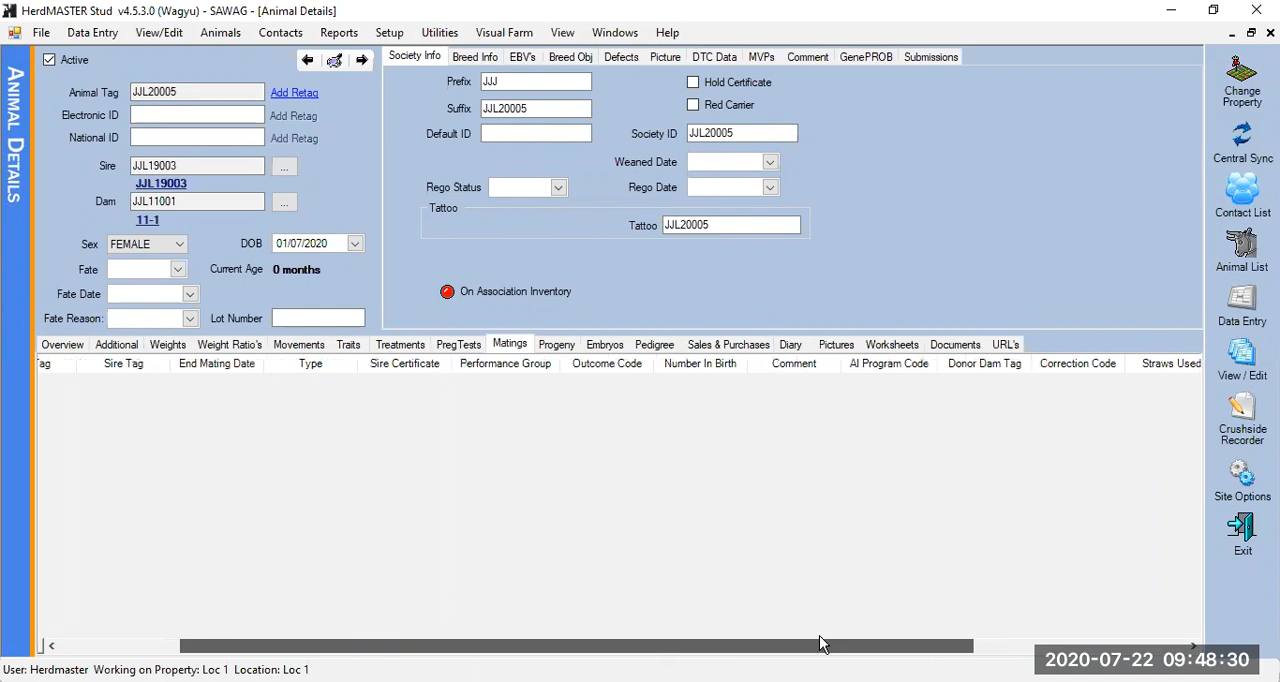 HerdMASTER Stud v4.5.3.0 (Wagyu) - SAWAG - [Animal Details]
File Data Entry View/Edit Animals Contacts Reports Setup Utilities Visual Farm View Windows Help
ANIMAL DETAILS
Active
Animal Tag JJL20005 Add Retag
Electronic ID Add Retag
National ID Add Retag
Sire JJL19003 ...
JJL19003
Dam JJL11001 ...
11-1
Sex FEMALE DOB 01/07/2020
Fate Current Age 0 months
Fate Date
Fate Reason: Lot Number
Society Info Breed Info EBV's Breed Obj Defects Picture DTC Data MVPs Comment GenePROB Submissions
Prefix JJJ Hold Certificate
Suffix JJL20005 Red Carrier
Default ID Society ID JJL20005
Weaned Date
Rego Status Rego Date
Tattoo
Tattoo JJL20005
On Association Inventory
Overview Additional Weights Weight Ratio's Movements Traits Treatments PregTests Matings Progeny Embryos Pedigree Sales & Purchases Diary Pictures Worksheets Documents URL's
ag Sire Tag End Mating Date Type Sire Certificate Performance Group Outcome Code Number In Birth Comment AI Program Code Donor Dam Tag Correction Code Straws Used
Change Property
Central Sync
Contact List
Animal List
Data Entry
View / Edit
Crushside Recorder
Site Options
Exit
User: Herdmaster Working on Property: Loc 1 Location: Loc 1
2020-07-22 09:48:30